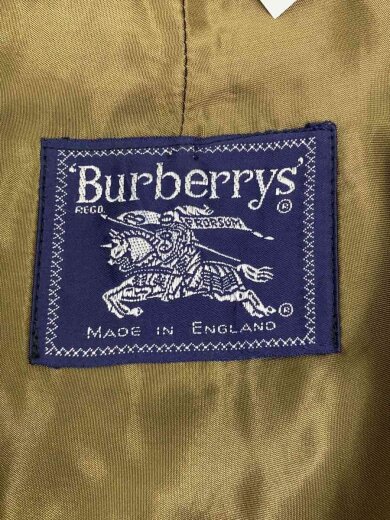 'Burberrys'
REGD.
PRORSUM
®
®
MADE IN ENGLAND